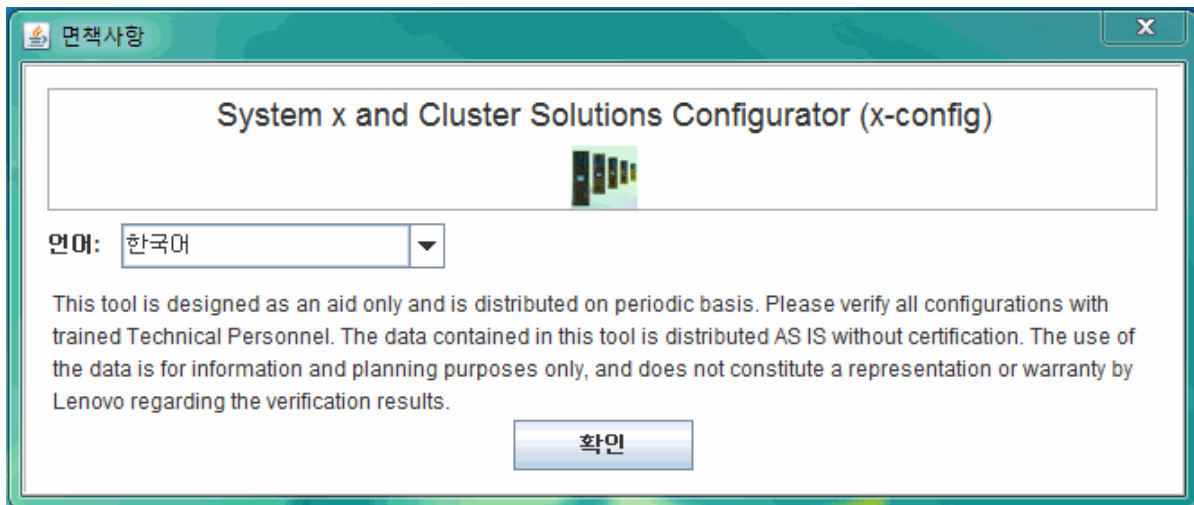 면책사항
System x and Cluster Solutions Configurator (x-config)
언어: 한국어
This tool is designed as an aid only and is distributed on periodic basis. Please verify all configurations with
trained Technical Personnel. The data contained in this tool is distributed AS IS without certification. The use of
the data is for information and planning purposes only, and does not constitute a representation or warranty by
Lenovo regarding the verification results.
확인